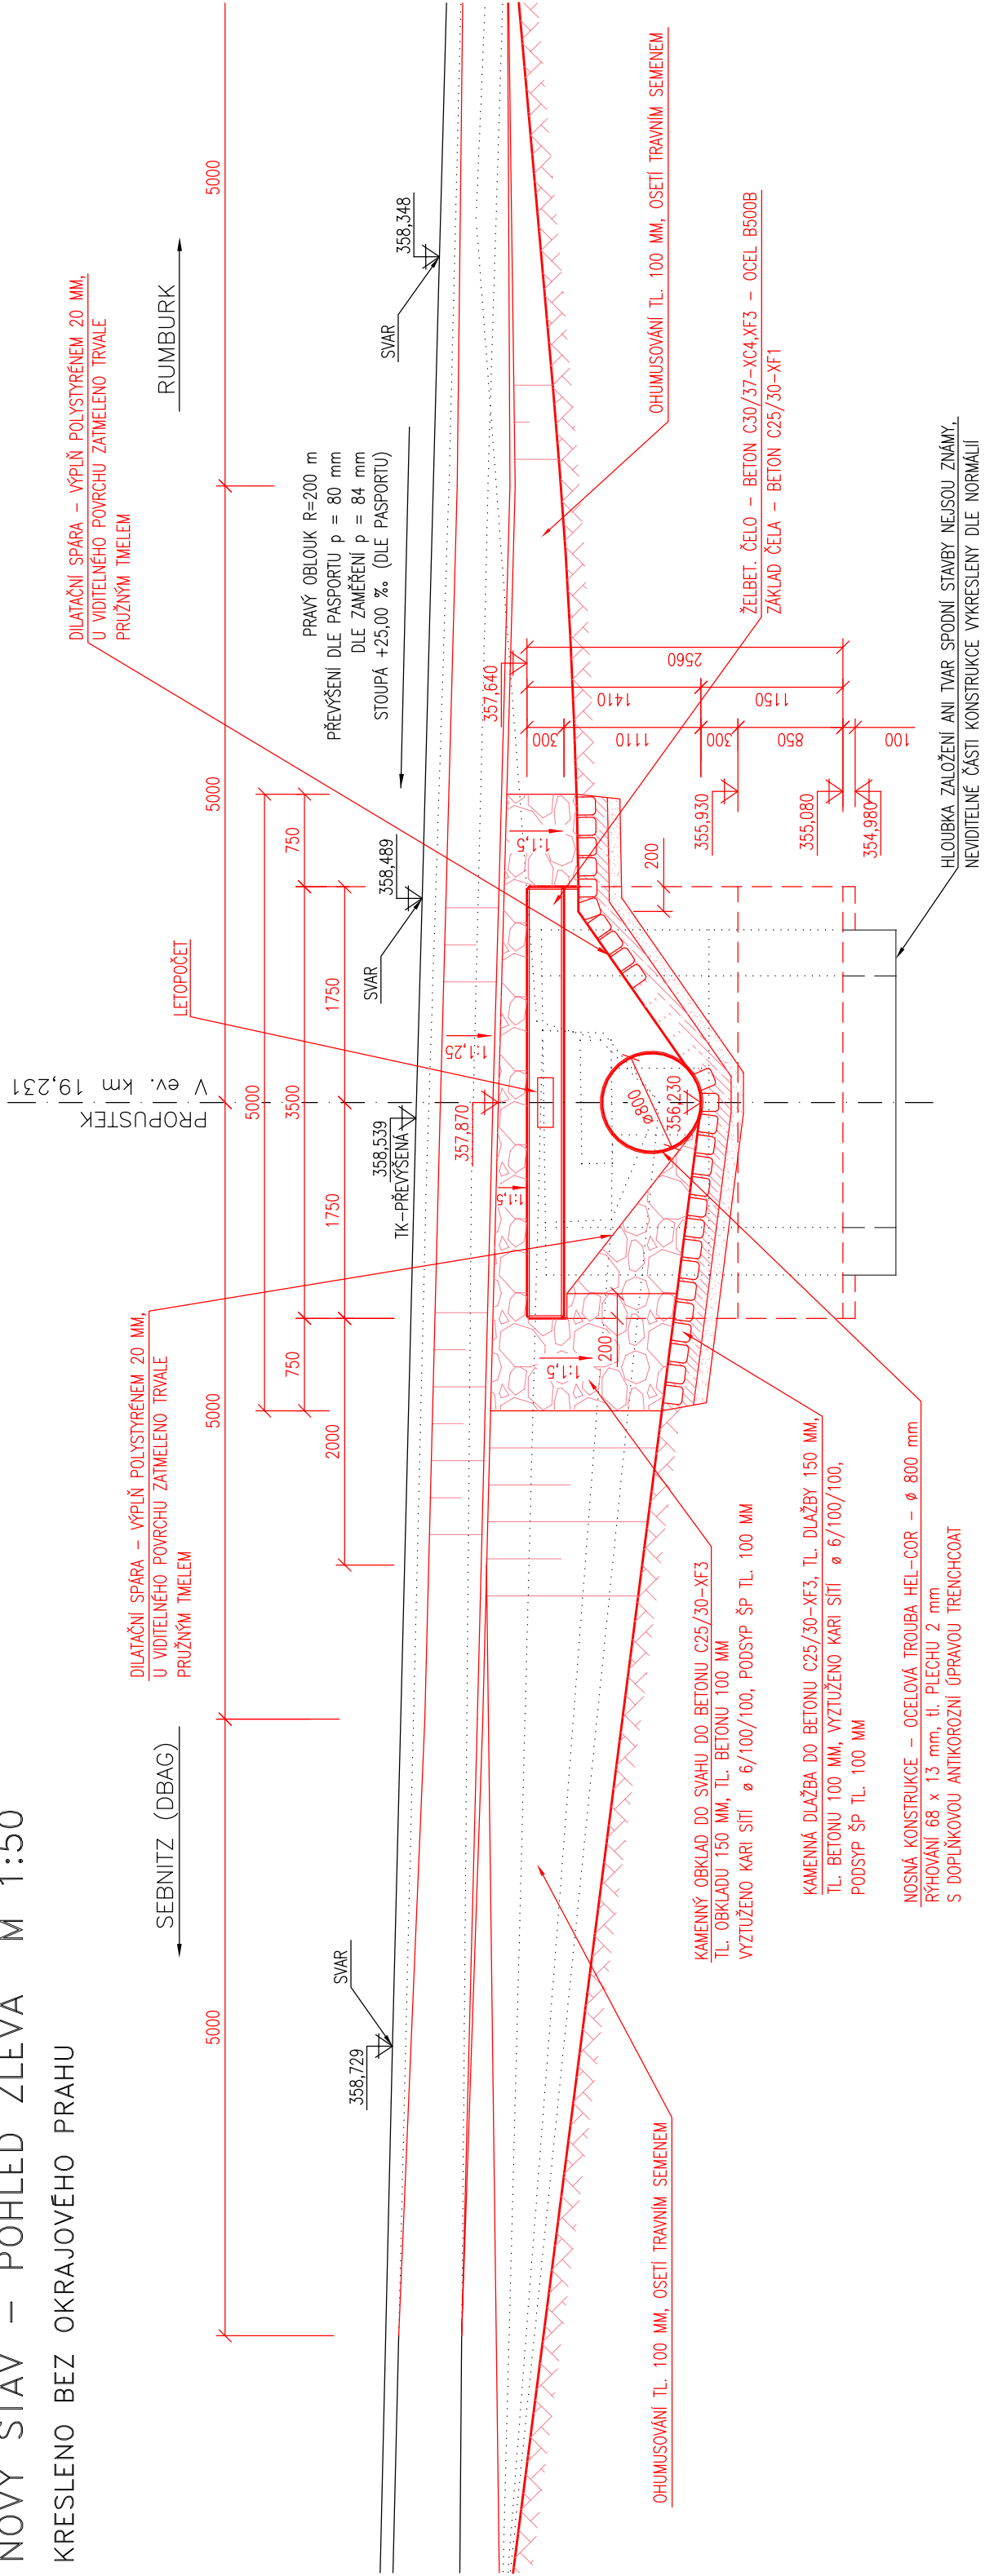 NOVÝ STAV – POHLED ZLEVA M 1:50
KRESLENO BEZ OKRAJOVÉHO PRAHU
SEBNITZ (DBAG)
RUMBURK
PROPUSTEK
V ev. km 19,231
DILATAČNÍ SPÁRA – VÝPLŇ POLYSTYRÉNEM 20 MM,
U VIDITELNÉHO POVRCHU ZATMELENO TRVALE
PRUŽNÝM TMELEM
LETOPOČET
DILATAČNÍ SPÁRA – VÝPLŇ POLYSTYRÉNEM 20 MM,
U VIDITELNÉHO POVRCHU ZATMELENO TRVALE
PRUŽNÝM TMELEM
5000
5000
5000
5000
5000
750
3500
750
1750
1750
2000
PRAVÝ OBLOUK R=200 m
PŘEVÝŠENÍ DLE PASPORTU p = 80 mm
DLE ZAMĚŘENÍ p = 84 mm
STOUPÁ +25,00 ‰ (DLE PASPORTU)
SVAR
358,729
358,539
TK–PŘEVÝŠENÁ
SVAR
358,489
SVAR
358,348
357,870
357,640
1:1,25
1:1,5
1:1,5
1:1,5
ø800
356,230
200
200
300
1110
300
850
100
1410
1150
2560
355,930
355,080
354,980
OHUMUSOVÁNÍ TL. 100 MM, OSETÍ TRAVNÍM SEMENEM
OHUMUSOVÁNÍ TL. 100 MM, OSETÍ TRAVNÍM SEMENEM
KAMENNÝ OBKLAD DO SVAHU DO BETONU C25/30–XF3
TL. OBKLADU 150 MM, TL. BETONU 100 MM
VYZTUŽENO KARI SÍTÍ ø 6/100/100, PODSYP ŠP TL. 100 MM
ŽELBET. ČELO – BETON C30/37–XC4,XF3 – OCEL B500B
ZÁKLAD ČELA – BETON C25/30–XF1
KAMENNÁ DLAŽBA DO BETONU C25/30–XF3, TL. DLAŽBY 150 MM,
TL. BETONU 100 MM, VYZTUŽENO KARI SÍTÍ ø 6/100/100,
PODSYP ŠP TL. 100 MM
NOSNÁ KONSTRUKCE – OCELOVÁ TROUBA HEL–COR – ø 800 mm
RÝHOVÁNÍ 68 x 13 mm, tl. PLECHU 2 mm
S DOPLŇKOVOU ANTIKOROZNÍ ÚPRAVOU TRENCHCOAT
HLOUBKA ZALOŽENÍ ANI TVAR SPODNÍ STAVBY NEJSOU ZNÁMY,
NEVIDITELNÉ ČÁSTI KONSTRUKCE VYKRESLENY DLE NORMÁLIÍ